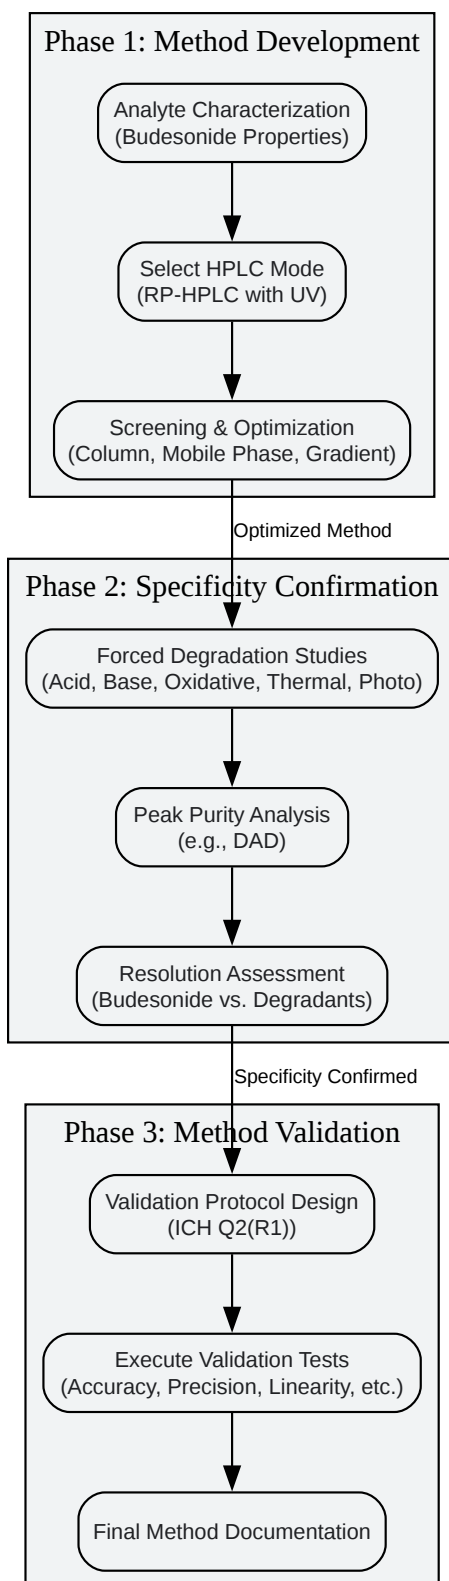 Phase 1: Method Development
Analyte Characterization
(Budesonide Properties)
Select HPLC Mode
(RP-HPLC with UV)
Screening & Optimization
(Column, Mobile Phase, Gradient)
Optimized Method
Phase 2: Specificity Confirmation
Forced Degradation Studies
(Acid, Base, Oxidative, Thermal, Photo)
Peak Purity Analysis
(e.g., DAD)
Resolution Assessment
(Budesonide vs. Degradants)
Specificity Confirmed
Phase 3: Method Validation
Validation Protocol Design
(ICH Q2(R1))
Execute Validation Tests
(Accuracy, Precision, Linearity, etc.)
Final Method Documentation